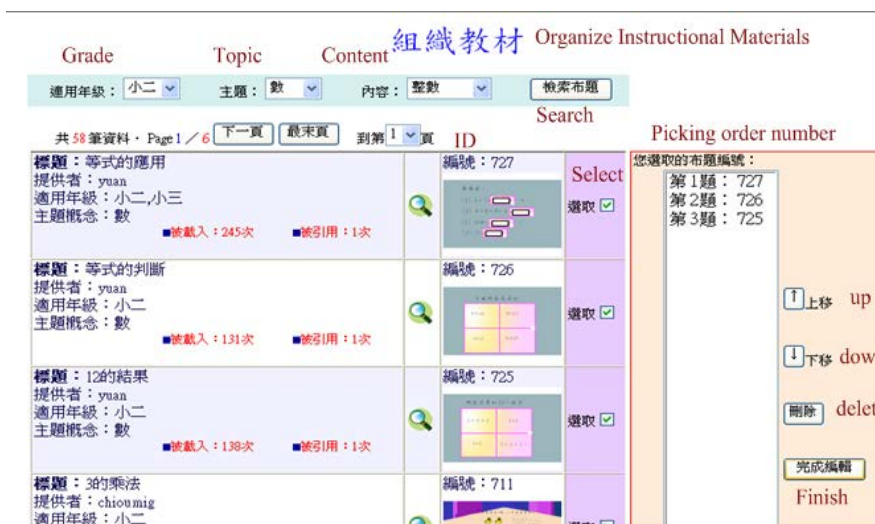 組織教材 Organize Instructional Materials
Grade Topic Content
適用年級： 小二 主題： 數 內容： 整數 檢索布題
Search
共 58 筆資料‧ Page 1／6 下一頁 最末頁 到第 1 頁
ID
Picking order number
標題：等式的應用
提供者：yuan
適用年級：小二,小三
主題概念：數
■被載入：245次 ■被引用：1次
編號：727
Select
選取
標題：等式的判斷
提供者：yuan
適用年級：小二
主題概念：數
■被載入：131次 ■被引用：1次
編號：726
選取
標題：12的結果
提供者：yuan
適用年級：小二
主題概念：數
■被載入：138次 ■被引用：1次
編號：725
選取
標題：3的乘法
提供者：chioumig
適用年級：小二
編號：711
選取
您選取的布題編號：
第1題：727
第2題：726
第3題：725
↑ 上移 up
↓ 下移 dow
刪除 delet
完成編輯
Finish